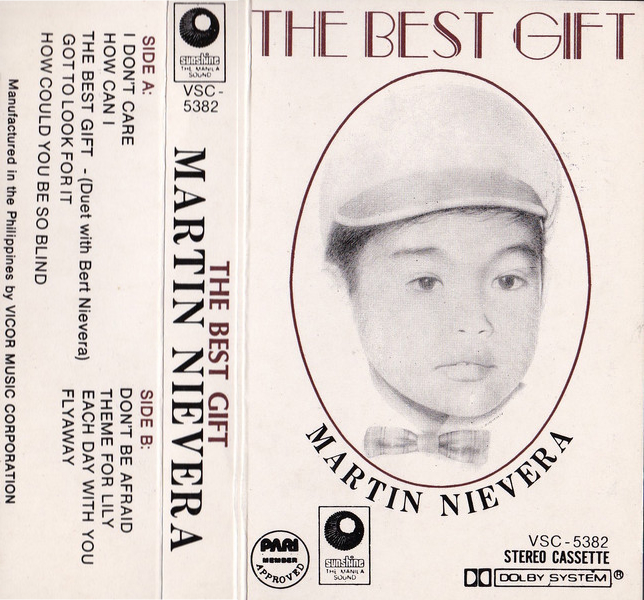 SIDE A:
I DON'T CARE
HOW CAN I
THE BEST GIFT - (Duet with Bert Nievera)
GOT TO LOOK FOR IT
HOW COULD YOU BE SO BLIND
SIDE B:
DON'T BE AFRAID
THEME FOR LILY
EACH DAY WITH YOU
FLYAWAY
Manufactured in the Philippines by VICOR MUSIC CORPORATION
sunshine
THE MANILA
SOUND
VSC-
5382
THE BEST GIFT
MARTIN NIEVERA
THE BEST GIFT
MARTIN NIEVERA
PARI
MEMBER
APPROVED
sunshine
THE MANILA
SOUND
VSC-5382
STEREO CASSETTE
DOLBY SYSTEM ®